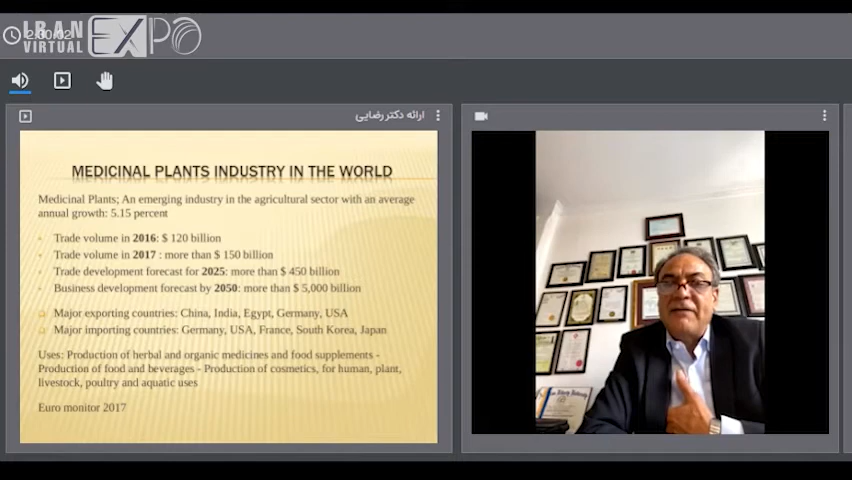 IRAN
VIRTUAL
EXPO
ارائه دکتر رضایی
MEDICINAL PLANTS INDUSTRY IN THE WORLD
Medicinal Plants; An emerging industry in the agricultural sector with an average
annual growth: 5.15 percent
Trade volume in 2016: $ 120 billion
Trade volume in 2017 : more than $ 150 billion
Trade development forecast for 2025: more than $ 450 billion
Business development forecast by 2050: more than $ 5,000 billion
Major exporting countries: China, India, Egypt, Germany, USA
Major importing countries: Germany, USA, France, South Korea, Japan
Uses: Production of herbal and organic medicines and food supplements -
Production of food and beverages - Production of cosmetics, for human, plant,
livestock, poultry and aquatic uses
Euro monitor 2017